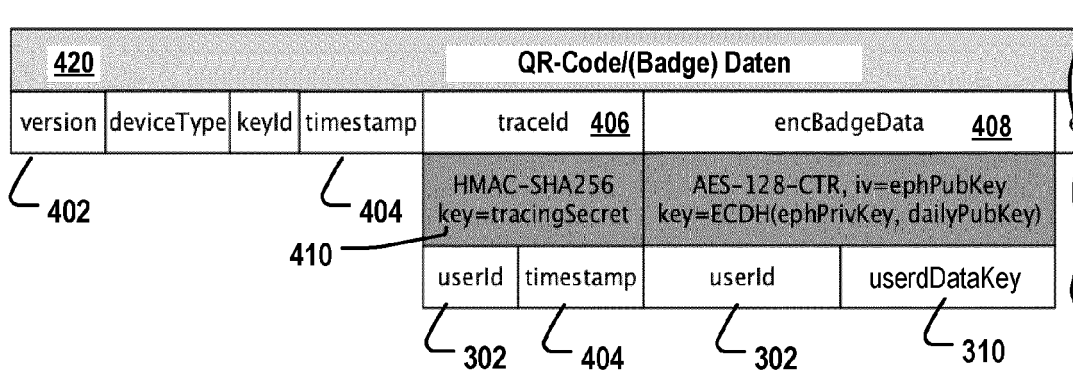 420 QR-Code/(Badge) Daten
version deviceType keyId timestamp traceId 406 encBadgeData 408
HMAC-SHA256 AES-128-CTR, iv=ephPubKey
402 404 key=tracingSecret key=ECDH(ephPrivKey, dailyPubKey)
410
userId timestamp userId userdDataKey
302 404 302 310